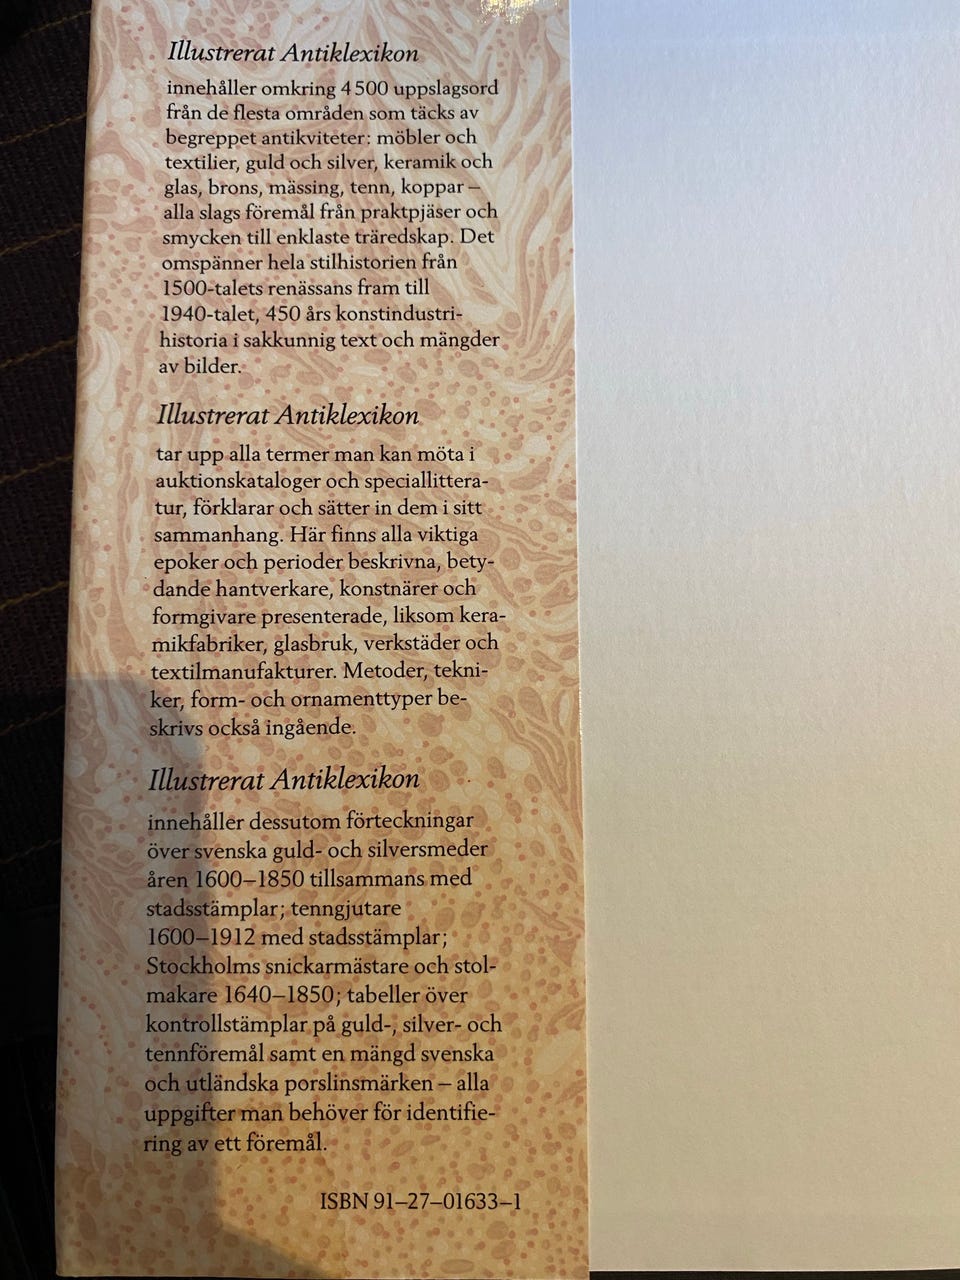 Illustrerat Antiklexikon
innehåller omkring 4 500 uppslagsord
från de flesta områden som täcks av
begreppet antikviteter: möbler och
textilier, guld och silver, keramik och
glas, brons, mässing, tenn, koppar –
alla slags föremål från praktpjäser och
smycken till enklaste träredskap. Det
omspänner hela stilhistorien från
1500-talets renässans fram till
1940-talet, 450 års konstindustri-
historia i sakkunnig text och mängder
av bilder.
Illustrerat Antiklexikon
tar upp alla termer man kan möta i
auktionskataloger och speciallittera-
tur, förklarar och sätter in dem i sitt
sammanhang. Här finns alla viktiga
epoker och perioder beskrivna, bety-
dande hantverkare, konstnärer och
formgivare presenterade, liksom kera-
mikfabriker, glasbruk, verkstäder och
textilmanufakturer. Metoder, tekni-
ker, form- och ornamenttyper be-
skrivs också ingående.
Illustrerat Antiklexikon
innehåller dessutom förteckningar
över svenska guld- och silversmeder
åren 1600–1850 tillsammans med
stadsstämplar; tenngjutare
1600–1912 med stadsstämplar;
Stockholms snickarmästare och stol-
makare 1640–1850; tabeller över
kontrollstämplar på guld-, silver- och
tennföremål samt en mängd svenska
och utländska porslinsmärken – alla
uppgifter man behöver för identifie-
ring av ett föremål.
ISBN 91–27–01633–1